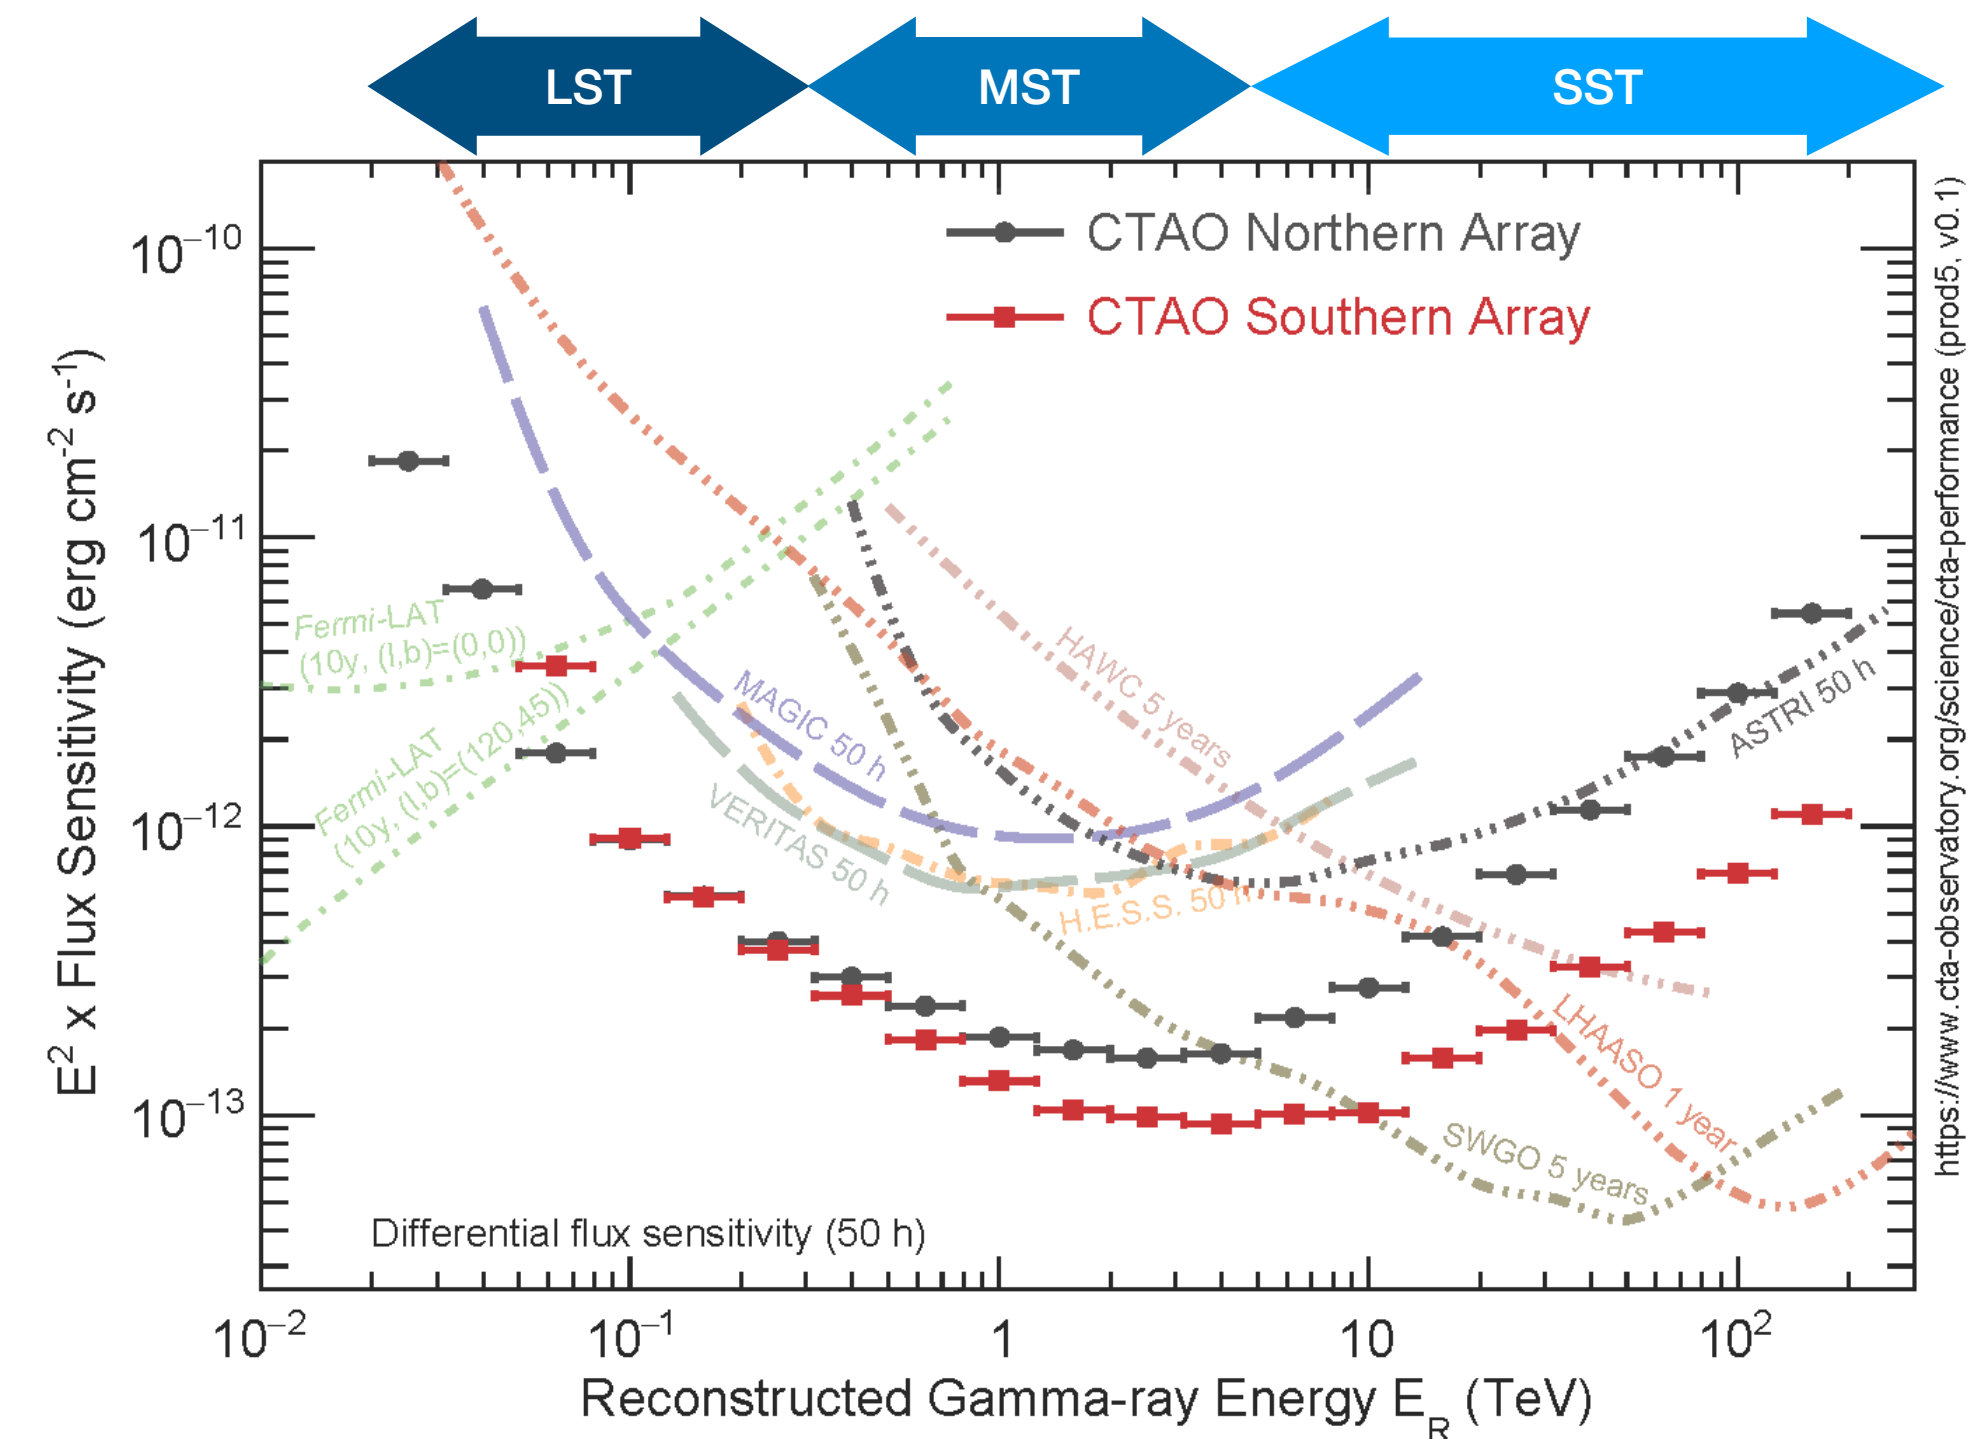 LST MST SST
CTAO Northern Array
CTAO Southern Array
10⁻¹⁰
10⁻¹¹
10⁻¹²
10⁻¹³
E² x Flux Sensitivity (erg cm⁻² s⁻¹)
Fermi-LAT
(10y, (l,b)=(0,0))
Fermi-LAT
(10y, (l,b)=(120,45))
MAGIC 50 h
VERITAS 50 h
H.E.S.S. 50 h
HAWC 5 years
ASTRI 50 h
LHAASO 1 year
SWGO 5 years
Differential flux sensitivity (50 h)
10⁻² 10⁻¹ 1 10 10²
Reconstructed Gamma-ray Energy E_R (TeV)
https://www.cta-observatory.org/science/cta-performance (prod5, v0.1)